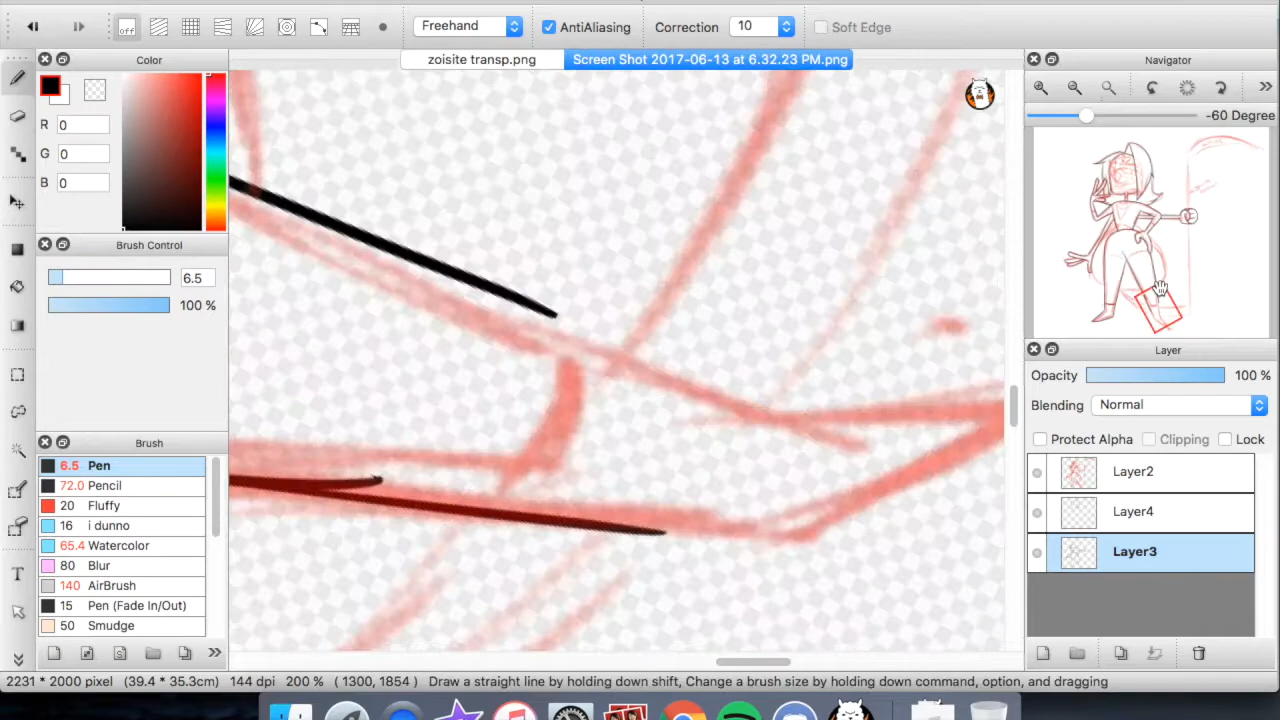 off Freehand AntiAliasing Correction 10 Soft Edge
Color
zoisite transp.png
Screen Shot 2017-06-13 at 6.32.23 PM.png
Navigator
R 0
G 0
B 0
-60 Degree
Brush Control
6.5
100 %
Brush
6.5 Pen
72.0 Pencil
20 Fluffy
16 i dunno
65.4 Watercolor
80 Blur
140 AirBrush
15 Pen (Fade In/Out)
50 Smudge
T
Layer
Opacity 100 %
Blending Normal
Protect Alpha Clipping Lock
Layer2
Layer4
Layer3
2231 * 2000 pixel (39.4 * 35.3cm) 144 dpi 200 % ( 1300, 1854 ) Draw a straight line by holding down shift, Change a brush size by holding down command, option, and dragging